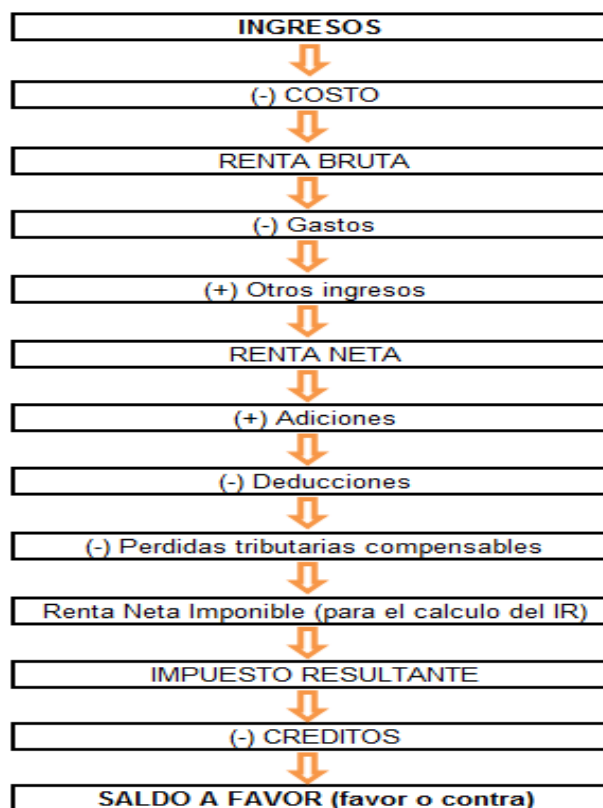 INGRESOS
(-) COSTO
RENTA BRUTA
(-) Gastos
(+) Otros ingresos
RENTA NETA
(+) Adiciones
(-) Deducciones
(-) Perdidas tributarias compensables
Renta Neta Imponible (para el calculo del IR)
IMPUESTO RESULTANTE
(-) CREDITOS
SALDO A FAVOR (favor o contra)